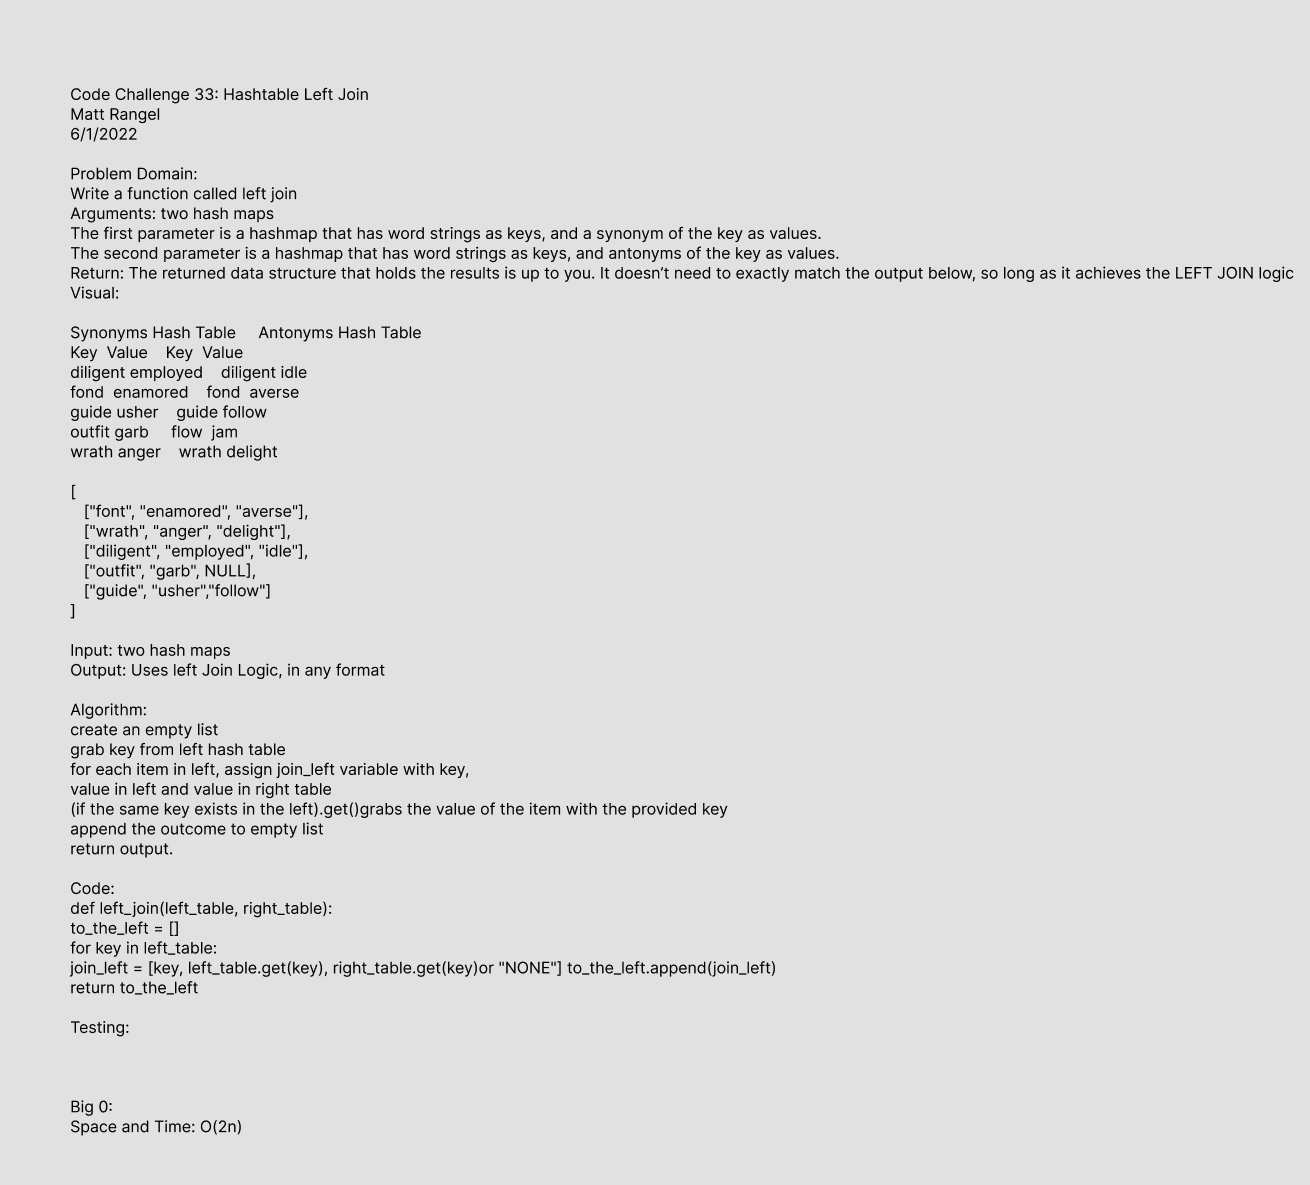 Code Challenge 33: Hashtable Left Join
Matt Rangel
6/1/2022
Problem Domain:
Write a function called left join
Arguments: two hash maps
The first parameter is a hashmap that has word strings as keys, and a synonym of the key as values.
The second parameter is a hashmap that has word strings as keys, and antonyms of the key as values.
Return: The returned data structure that holds the results is up to you. It doesn’t need to exactly match the output below, so long as it achieves the LEFT JOIN logic
Visual:
Synonyms Hash Table     Antonyms Hash Table
Key  Value    Key  Value
diligent employed    diligent idle
fond  enamored    fond  averse
guide usher    guide follow
outfit garb     flow  jam
wrath anger    wrath delight
[
   ["font", "enamored", "averse"],
   ["wrath", "anger", "delight"],
   ["diligent", "employed", "idle"],
   ["outfit", "garb", NULL],
   ["guide", "usher","follow"]
]
Input: two hash maps
Output: Uses left Join Logic, in any format
Algorithm:
create an empty list
grab key from left hash table
for each item in left, assign join_left variable with key,
value in left and value in right table
(if the same key exists in the left).get()grabs the value of the item with the provided key
append the outcome to empty list
return output.
Code:
def left_join(left_table, right_table):
to_the_left = []
for key in left_table:
join_left = [key, left_table.get(key), right_table.get(key)or "NONE"] to_the_left.append(join_left)
return to_the_left
Testing:
Big 0:
Space and Time: O(2n)